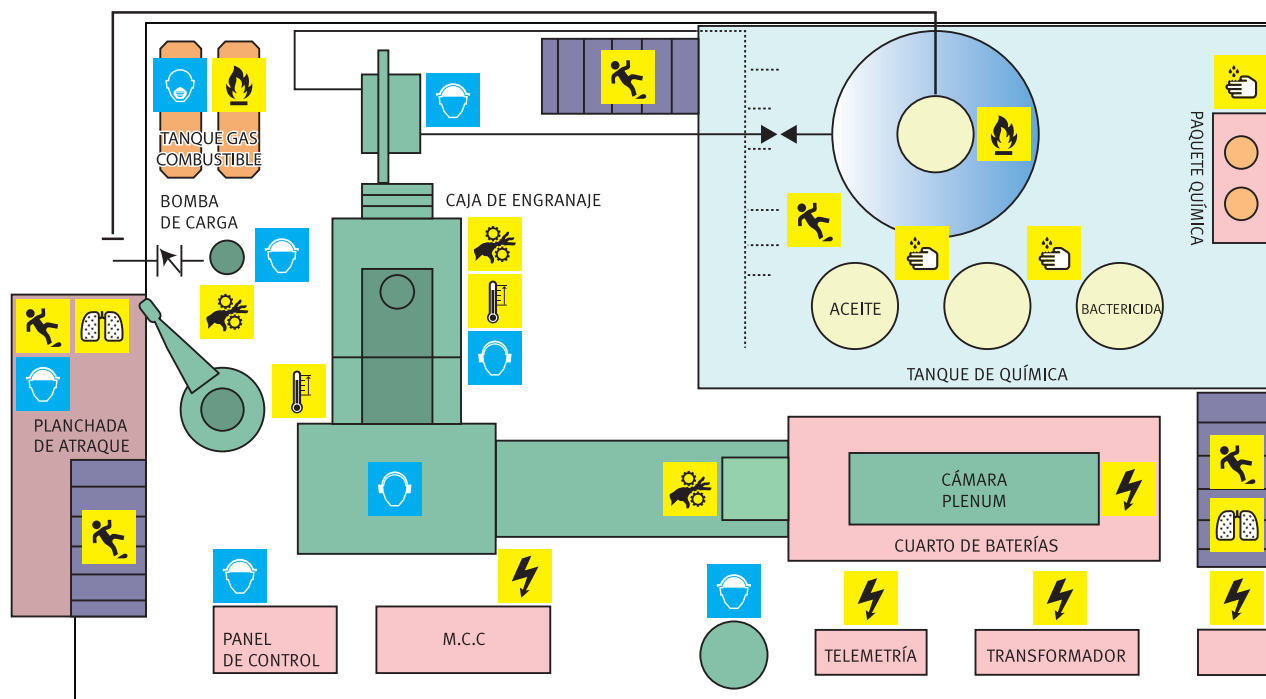 TANQUE GAS
COMBUSTIBLE
BOMBA
DE CARGA
CAJA DE ENGRANAJE
PAQUETE QUÍMICA
ACEITE
BACTERICIDA
TANQUE DE QUÍMICA
PLANCHADA
DE ATRAQUE
CÁMARA
PLENUM
CUARTO DE BATERÍAS
PANEL
DE CONTROL
M.C.C
TELEMETRÍA
TRANSFORMADOR